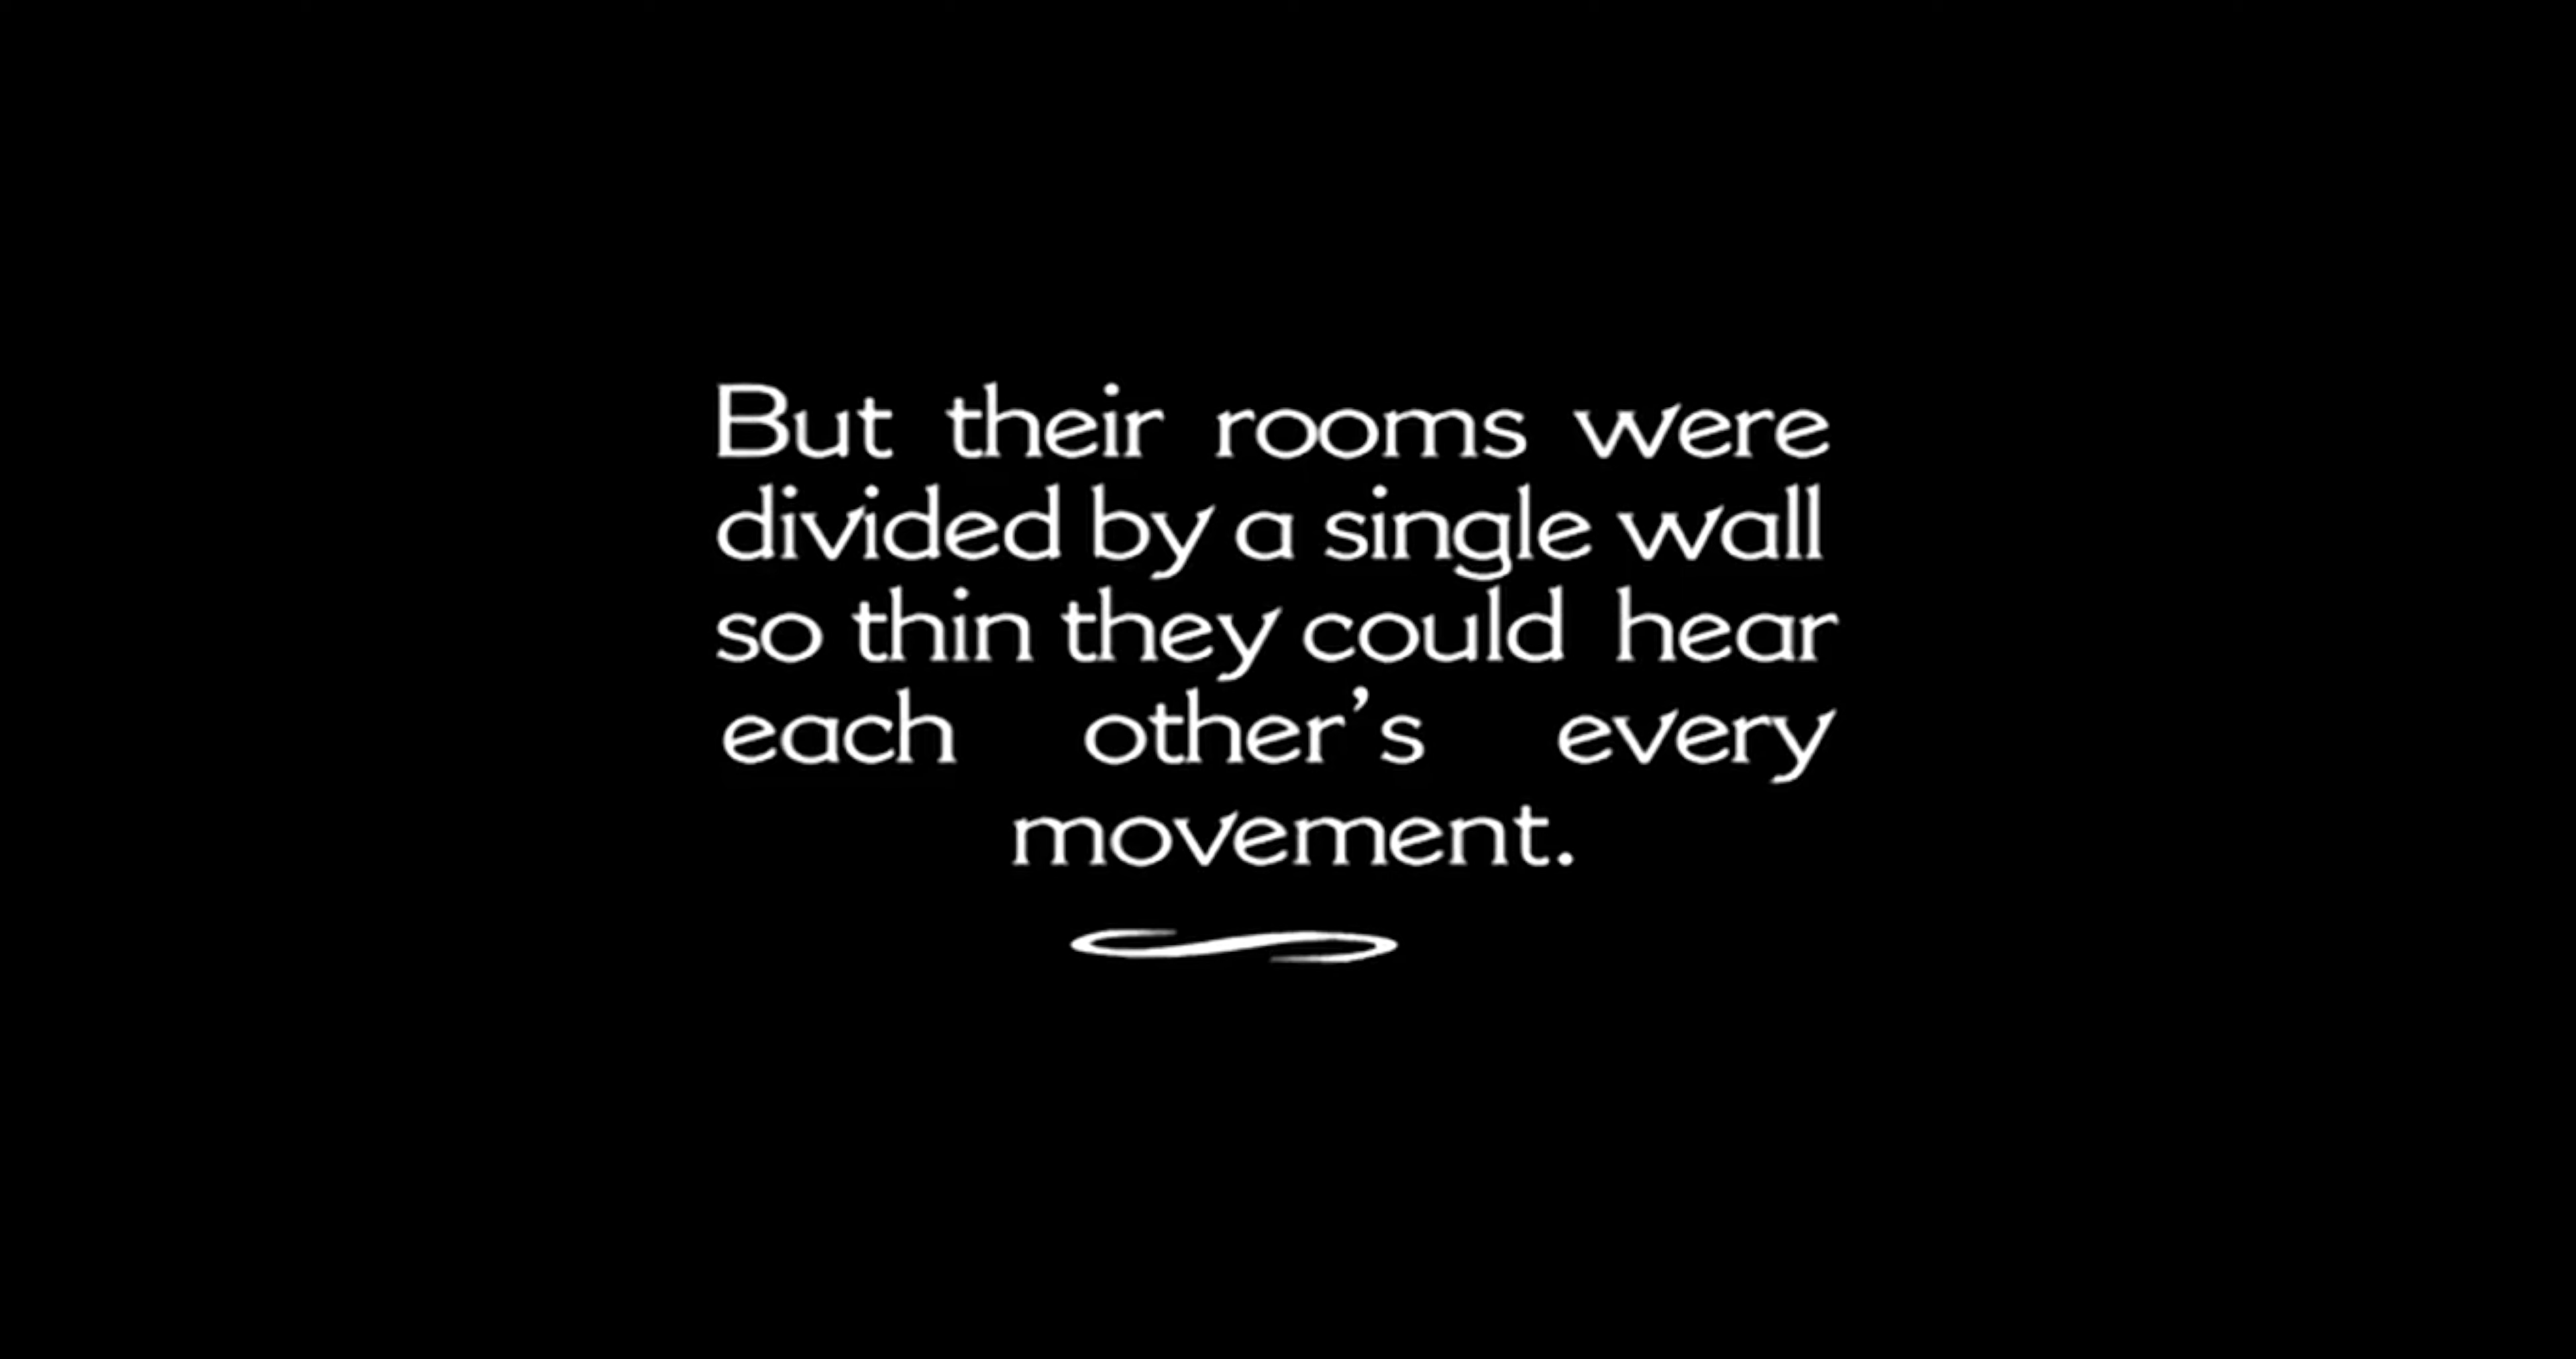 But their rooms were
divided by a single wall
so thin they could hear
each other’s every
movement.